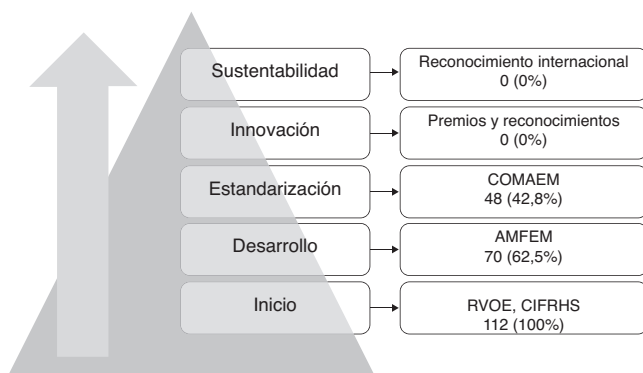 Sustentabilidad
Reconocimiento internacional
0 (0%)
Innovación
Premios y reconocimientos
0 (0%)
Estandarización
COMAEM
48 (42,8%)
Desarrollo
AMFEM
70 (62,5%)
Inicio
RVOE, CIFRHS
112 (100%)